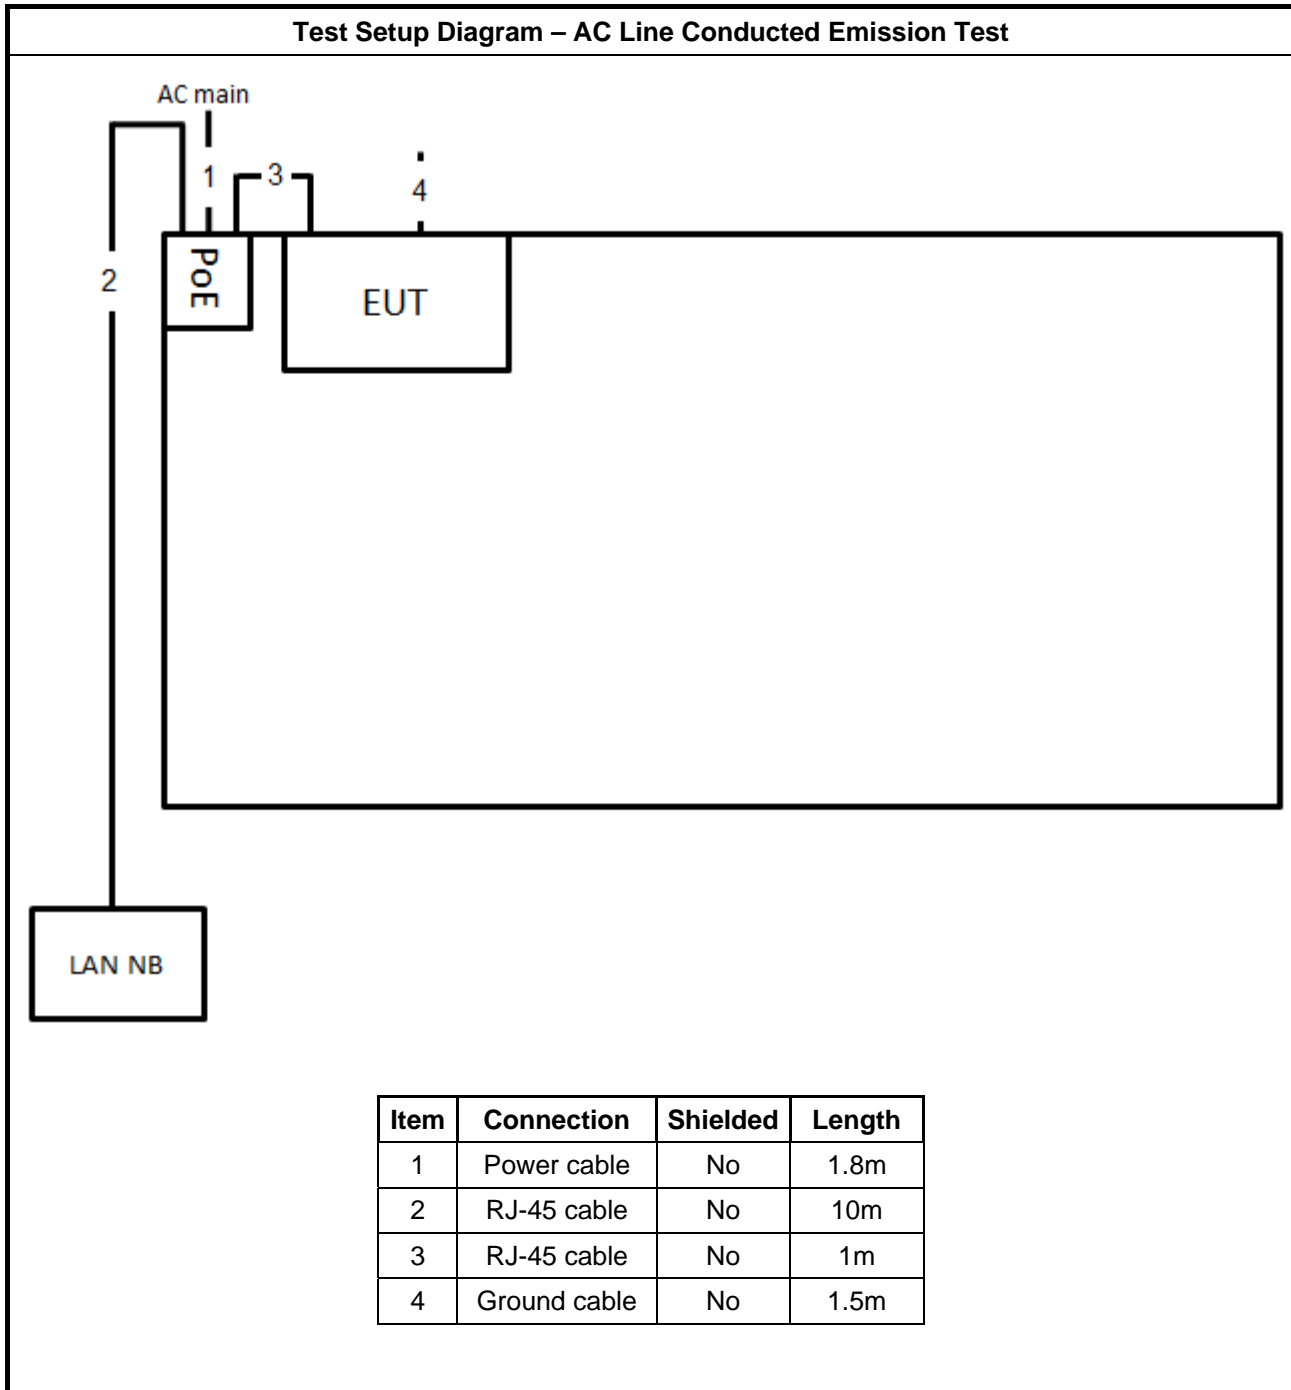 Test Setup Diagram – AC Line Conducted Emission Test
AC main
1
3
4
2
PoE
EUT
LAN NB
Item Connection Shielded Length
1 Power cable No 1.8m
2 RJ-45 cable No 10m
3 RJ-45 cable No 1m
4 Ground cable No 1.5m